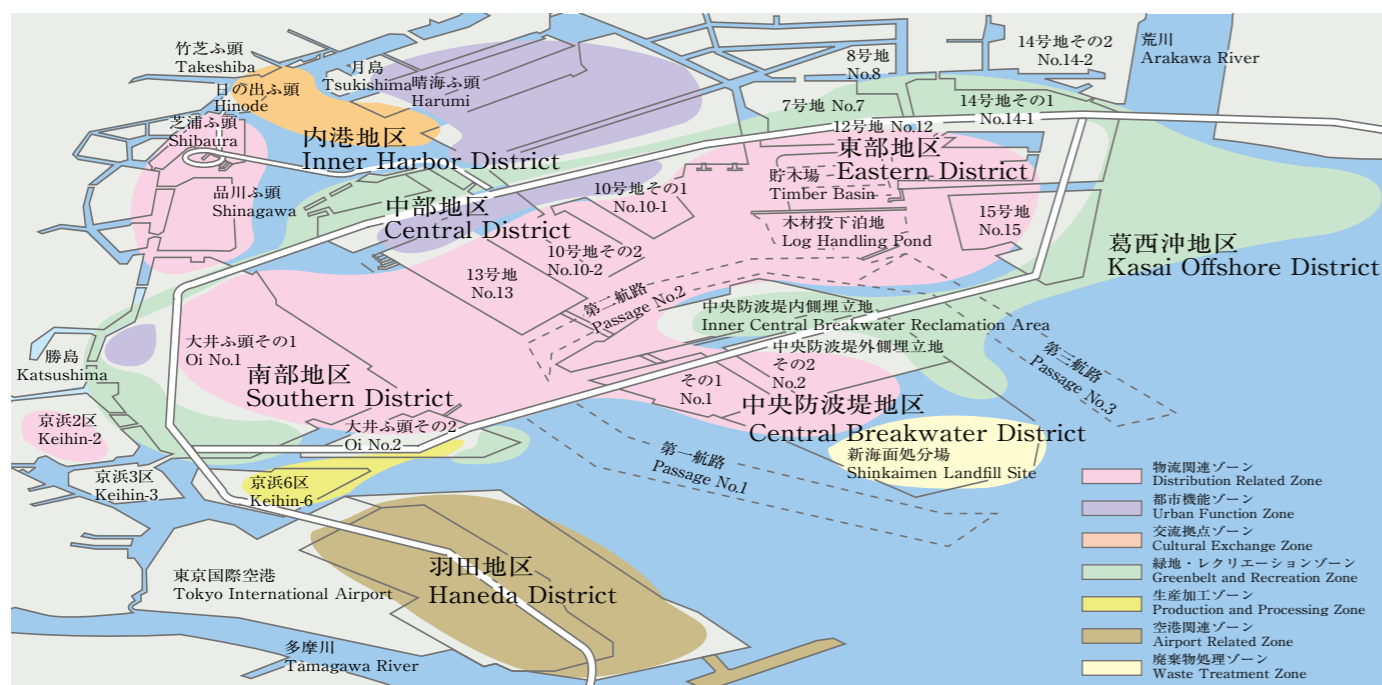 竹芝ふ頭
Takeshiba
月島
Tsukishima
日の出ふ頭
Hinode
晴海ふ頭
Harumi
芝浦ふ頭
Shibaura
内港地区
Inner Harbor District
8号地
No.8
14号地その2
No.14-2
荒川
Arakawa River
7号地 No.7
14号地その1
No.14-1
12号地 No.12
東部地区
Eastern District
貯木場
Timber Basin
品川ふ頭
Shinagawa
中部地区
Central District
10号地その1
No.10-1
10号地その2
No.10-2
木材投下泊地
Log Handling Pond
15号地
No.15
葛西沖地区
Kasai Offshore District
13号地
No.13
第二航路
Passage No.2
中央防波堤内側埋立地
Inner Central Breakwater Reclamation Area
中央防波堤外側埋立地
その1
No.1
その2
No.2
第三航路
Passage No.3
勝島
Katsushima
大井ふ頭その1
Oi No.1
南部地区
Southern District
中央防波堤地区
Central Breakwater District
京浜2区
Keihin-2
大井ふ頭その2
Oi No.2
新海面処分場
Shinkaimen Landfill Site
第一航路
Passage No.1
京浜3区
Keihin-3
京浜6区
Keihin-6
羽田地区
Haneda District
東京国際空港
Tokyo International Airport
多摩川
Tamagawa River
物流関連ゾーン
Distribution Related Zone
都市機能ゾーン
Urban Function Zone
交流拠点ゾーン
Cultural Exchange Zone
緑地・レクリエーションゾーン
Greenbelt and Recreation Zone
生産加工ゾーン
Production and Processing Zone
空港関連ゾーン
Airport Related Zone
廃棄物処理ゾーン
Waste Treatment Zone